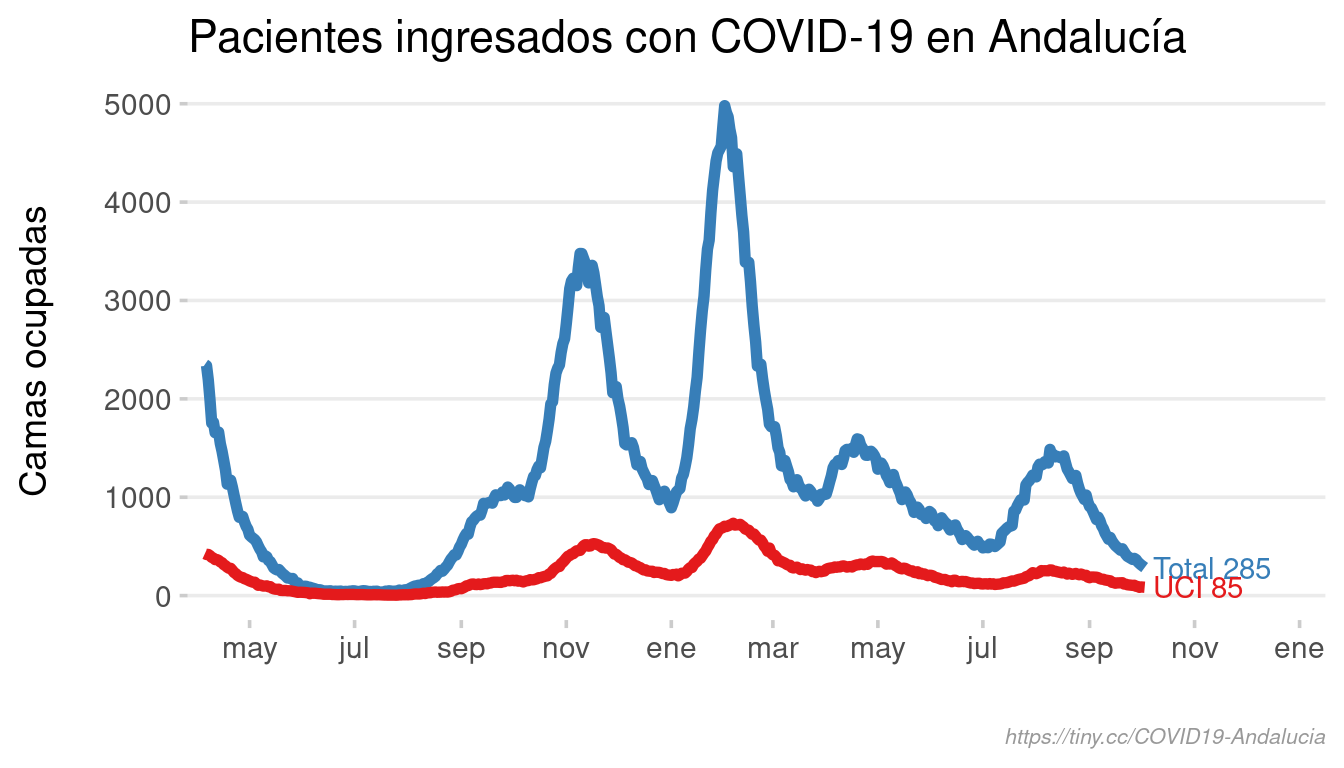 Pacientes ingresados con COVID-19 en Andalucía
Camas ocupadas
5000
4000
3000
2000
1000
0
Total 285
UCI 85
may jul sep nov ene mar may jul sep nov ene
https://tiny.cc/COVID19-Andalucia